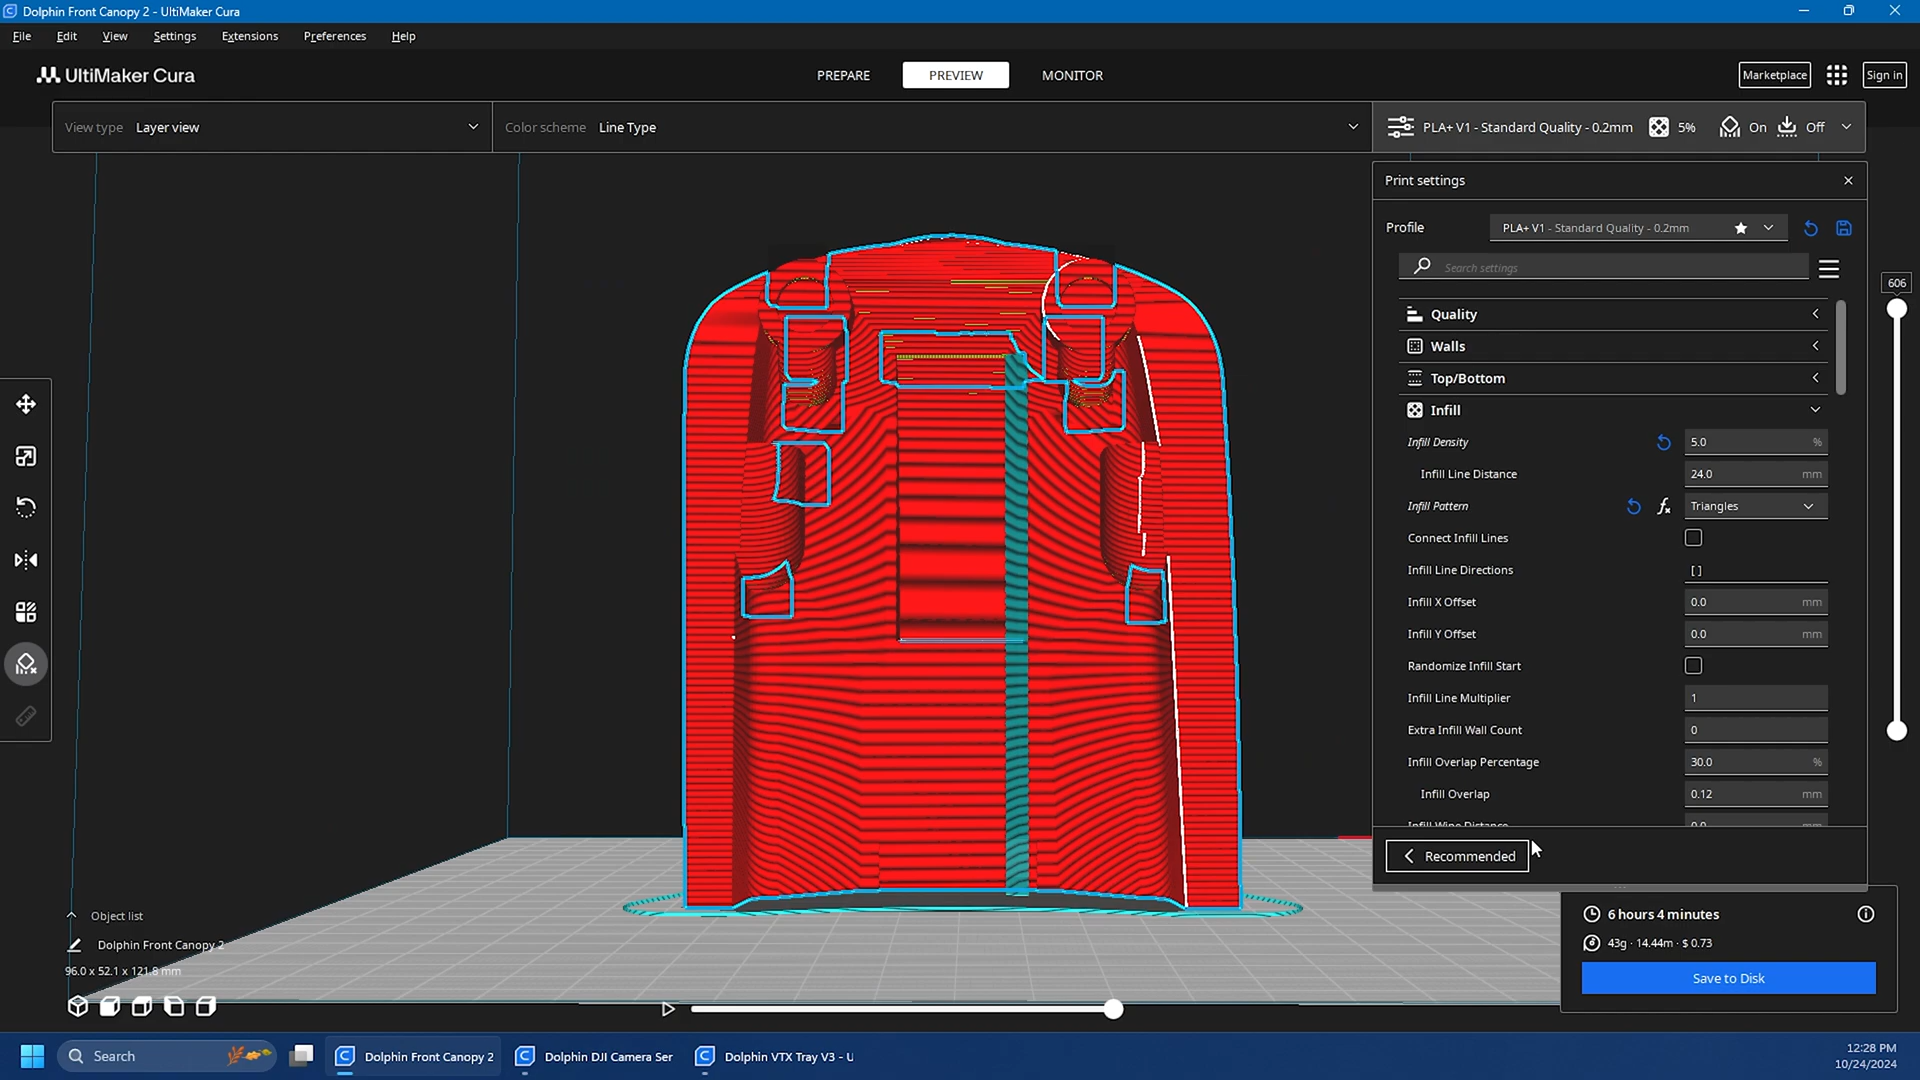 Dolphin Front Canopy 2 - UltiMaker Cura
File Edit View Settings Extensions Preferences Help
UltiMaker Cura
PREPARE PREVIEW MONITOR
Marketplace
Sign in
View type Layer view
Color scheme Line Type
PLA+ V1 - Standard Quality - 0.2mm 5% On Off
Print settings
Profile PLA+ V1 - Standard Quality - 0.2mm
Search settings
606
Quality
Walls
Top/Bottom
Infill
Infill Density 5.0 %
Infill Line Distance 24.0 mm
Infill Pattern fx Triangles
Connect Infill Lines
Infill Line Directions [ ]
Infill X Offset 0.0 mm
Infill Y Offset 0.0 mm
Randomize Infill Start
Infill Line Multiplier 1
Extra Infill Wall Count 0
Infill Overlap Percentage 30.0 %
Infill Overlap 0.12 mm
Infill Wipe Distance 0.0 mm
Recommended
Object list
Dolphin Front Canopy 2
96.0 x 52.1 x 121.8 mm
6 hours 4 minutes
43g · 14.44m · $ 0.73
Save to Disk
Search
Dolphin Front Canopy 2
Dolphin DJI Camera Ser
Dolphin VTX Tray V3 - U
12:28 PM
10/24/2024